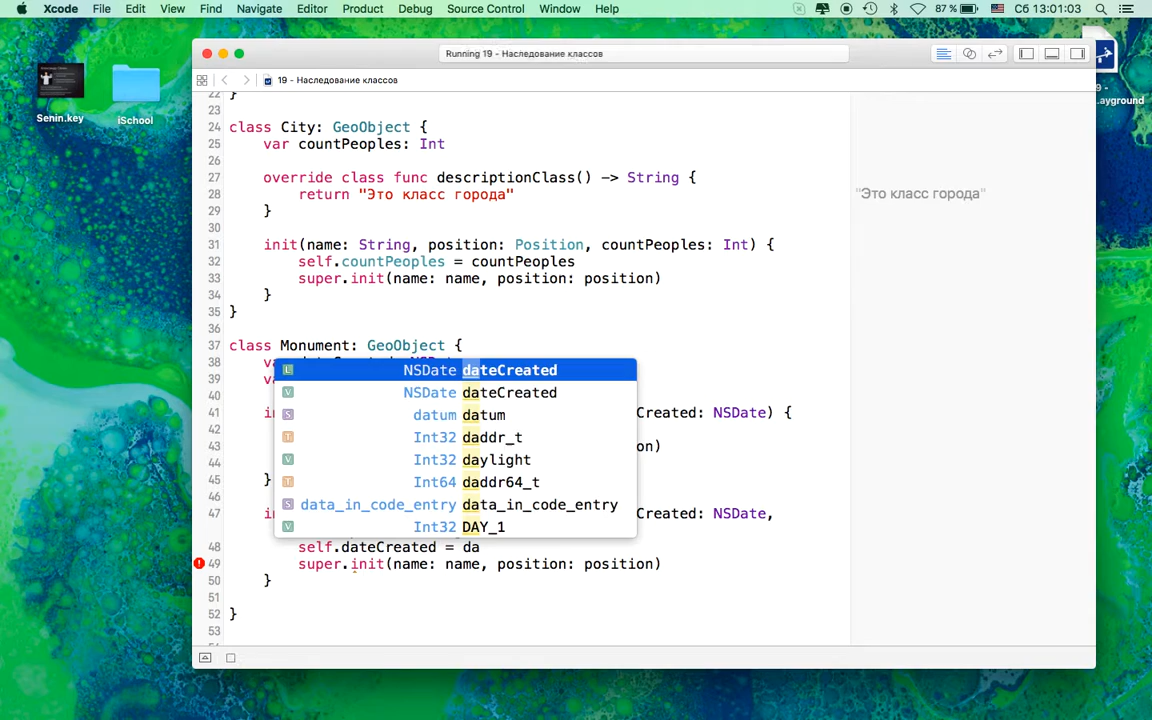 Xcode File Edit View Find Navigate Editor Product Debug Source Control Window Help 87 % Сб 13:01:03
Running 19 - Наследование классов
19 - Наследование классов
Senin.key
iSchool
19 -
ayground
22 }
23
24 class City: GeoObject {
25 var countPeoples: Int
26
27 override class func descriptionClass() -> String {
28 return "Это класс города"
"Это класс города"
29 }
30
31 init(name: String, position: Position, countPeoples: Int) {
32 self.countPeoples = countPeoples
33 super.init(name: name, position: position)
34 }
35 }
36
37 class Monument: GeoObject {
38
39
40
41 Created: NSDate) {
42
43 on)
44
45 }
46
47 Created: NSDate,
NSDate dateCreated
NSDate dateCreated
datum datum
Int32 daddr_t
Int32 daylight
Int64 daddr64_t
data_in_code_entry data_in_code_entry
Int32 DAY_1
48 self.dateCreated = da
49 super.init(name: name, position: position)
50 }
51
52 }
53